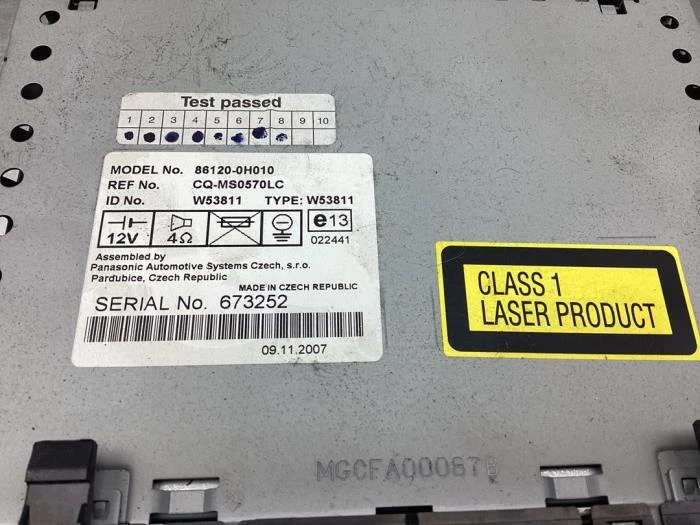 Test passed
1 2 3 4 5 6 7 8 9 10
MODEL No. 86120-0H010
REF No. CQ-MS0570LC
ID No. W53811 TYPE: W53811
12V 4Ω e13
022441
Assembled by
Panasonic Automotive Systems Czech, s.r.o.
Pardubice, Czech Republic
MADE IN CZECH REPUBLIC
SERIAL No. 673252
09.11.2007
CLASS 1
LASER PRODUCT